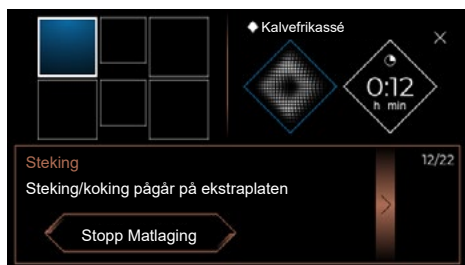 Kalvefrikassé
0:12
h min
Steking
12/22
Steking/koking pågår på ekstraplaten
Stopp Matlaging